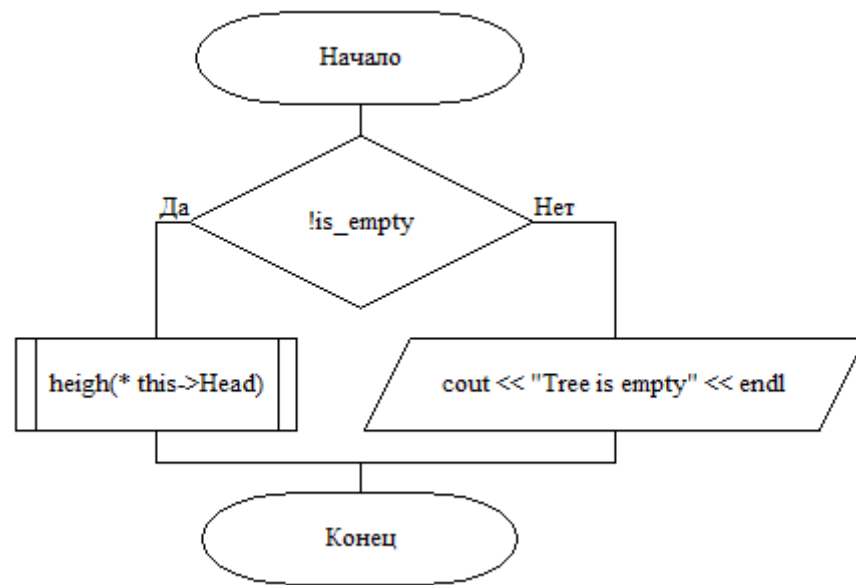 Начало
Да
!is_empty
Нет
heigh(* this->Head)
cout << "Tree is empty" << endl
Конец